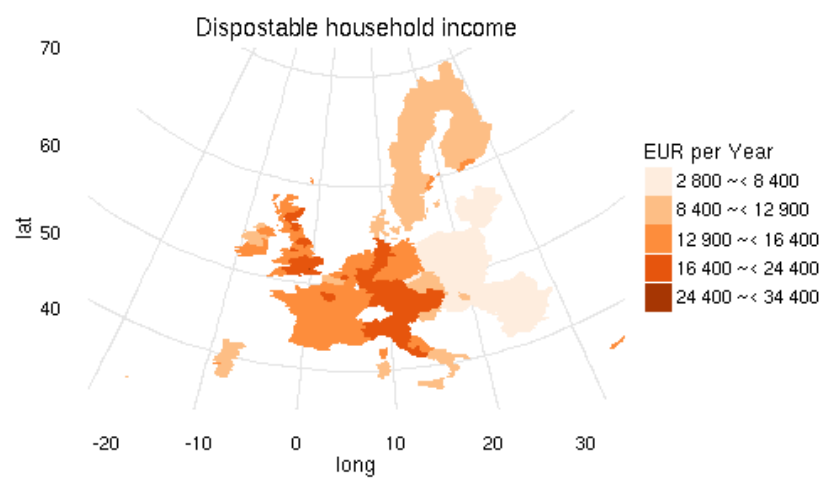 Dispostable household income
70
60
50
40
lat
-20 -10 0 10 20 30
long
EUR per Year
2 800 ~< 8 400
8 400 ~< 12 900
12 900 ~< 16 400
16 400 ~< 24 400
24 400 ~< 34 400